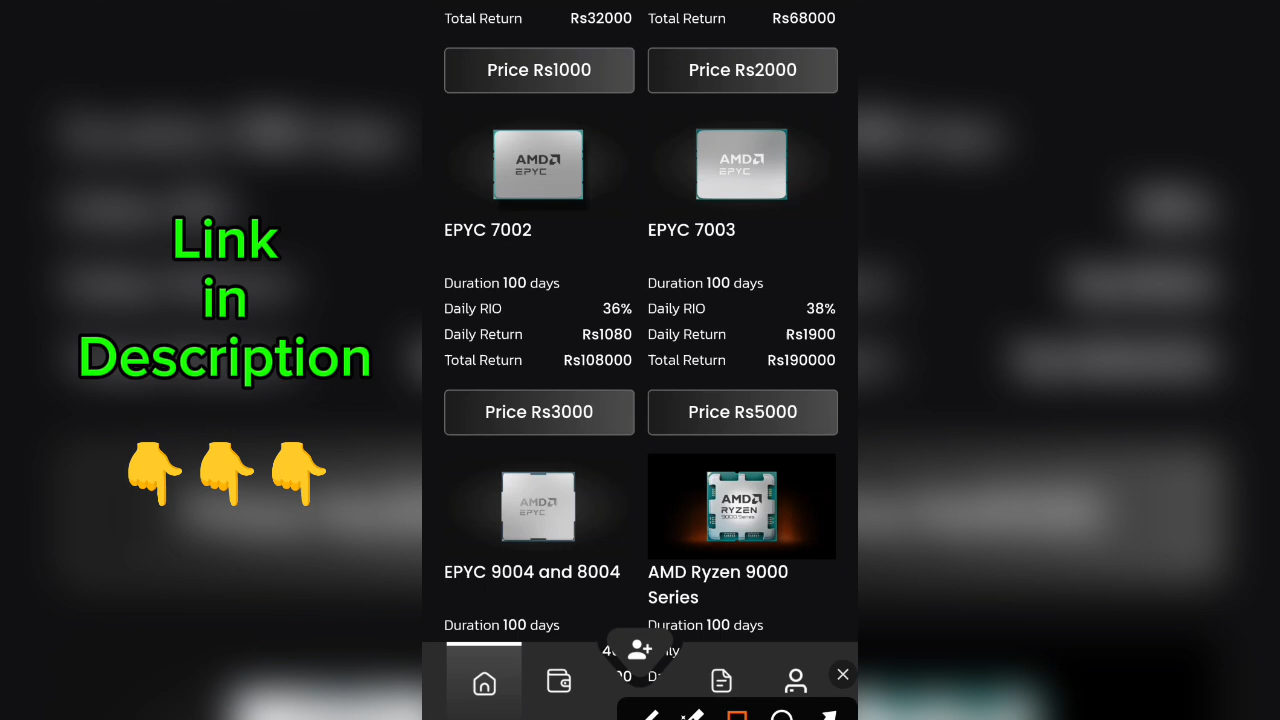 Link
in
Description
👇👇👇
Total Return Rs32000
Total Return Rs68000
Price Rs1000
Price Rs2000
AMD
EPYC
AMD
EPYC
EPYC 7002
EPYC 7003
Duration 100 days
Duration 100 days
Daily RIO 36%
Daily RIO 38%
Daily Return Rs1080
Daily Return Rs1900
Total Return Rs108000
Total Return Rs190000
Price Rs3000
Price Rs5000
AMD
EPYC
AMD
RYZEN
9000 Series
EPYC 9004 and 8004
AMD Ryzen 9000
Series
Duration 100 days
Duration 100 days